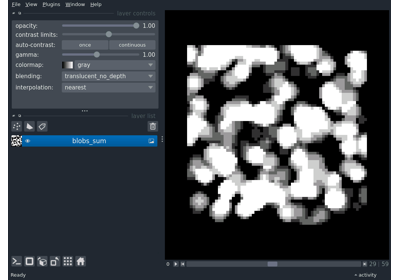 File View Plugins Window Help
layer controls
opacity: 1.00
contrast limits:
auto-contrast: once continuous
gamma: 1.00
colormap: gray
blending: translucent_no_depth
interpolation: nearest
layer list
blobs_sum
29 59
Ready activity